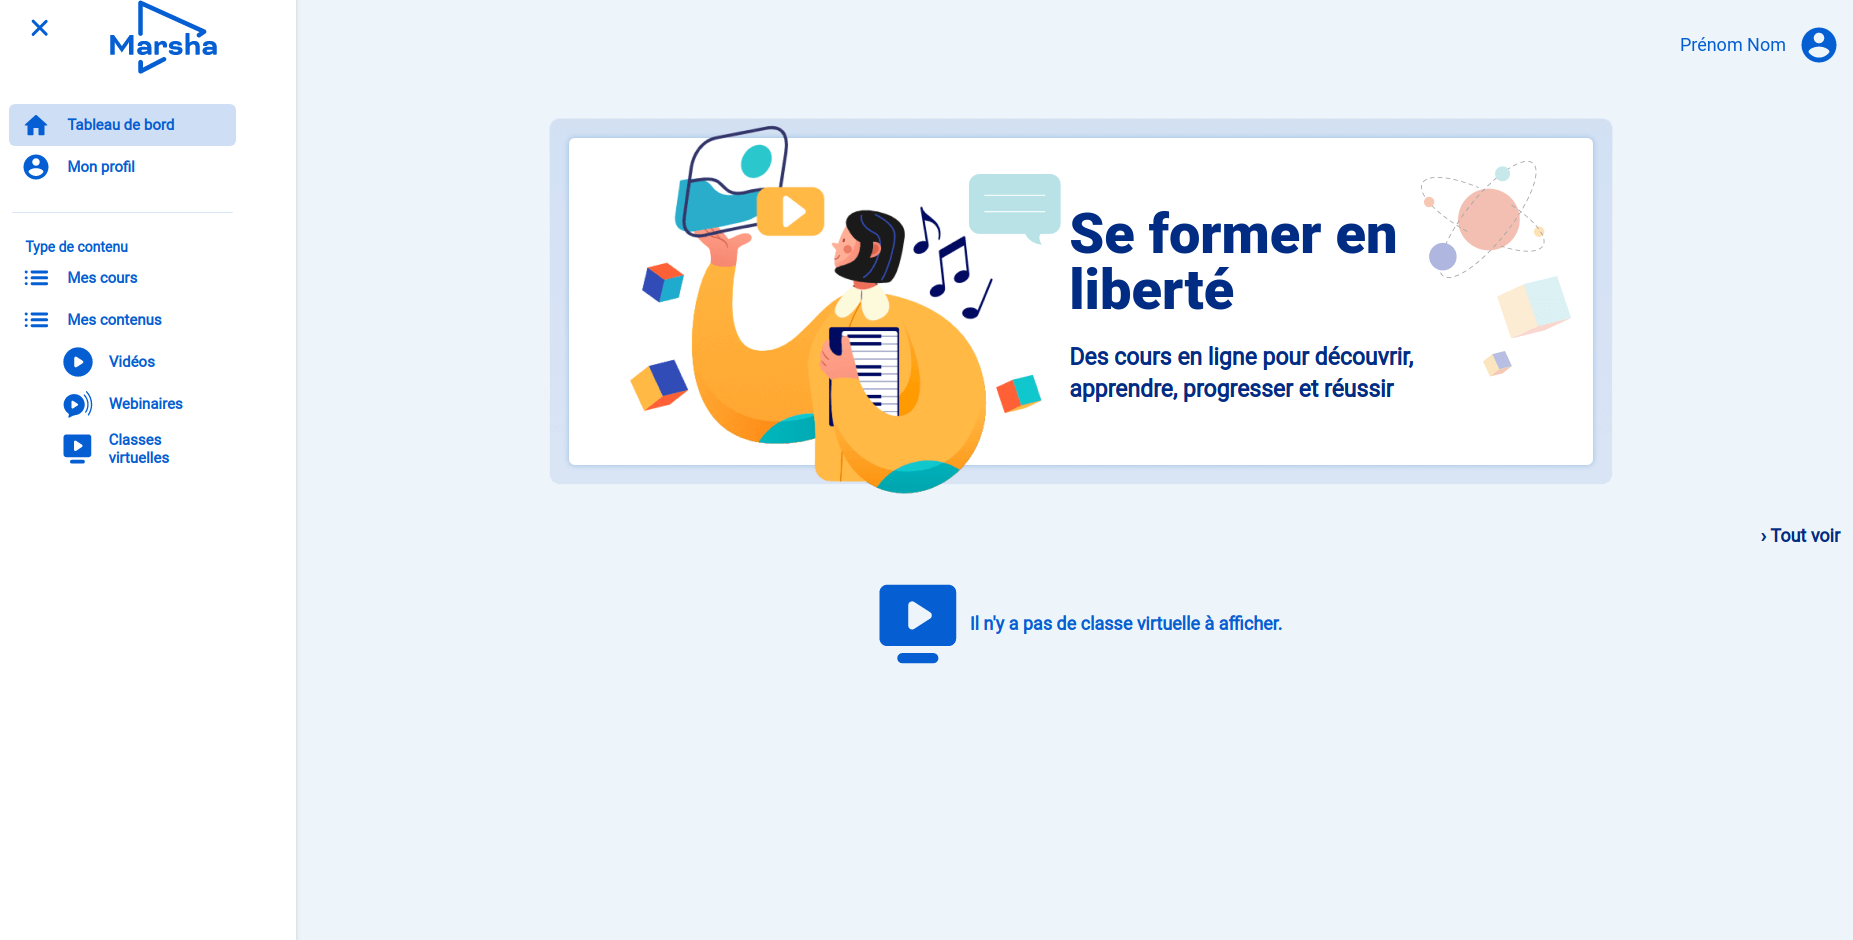 Marsha
Prénom Nom
Tableau de bord
Mon profil
Type de contenu
Mes cours
Mes contenus
Vidéos
Webinaires
Classes
virtuelles
Se former en
liberté
Des cours en ligne pour découvrir,
apprendre, progresser et réussir
› Tout voir
Il n'y a pas de classe virtuelle à afficher.